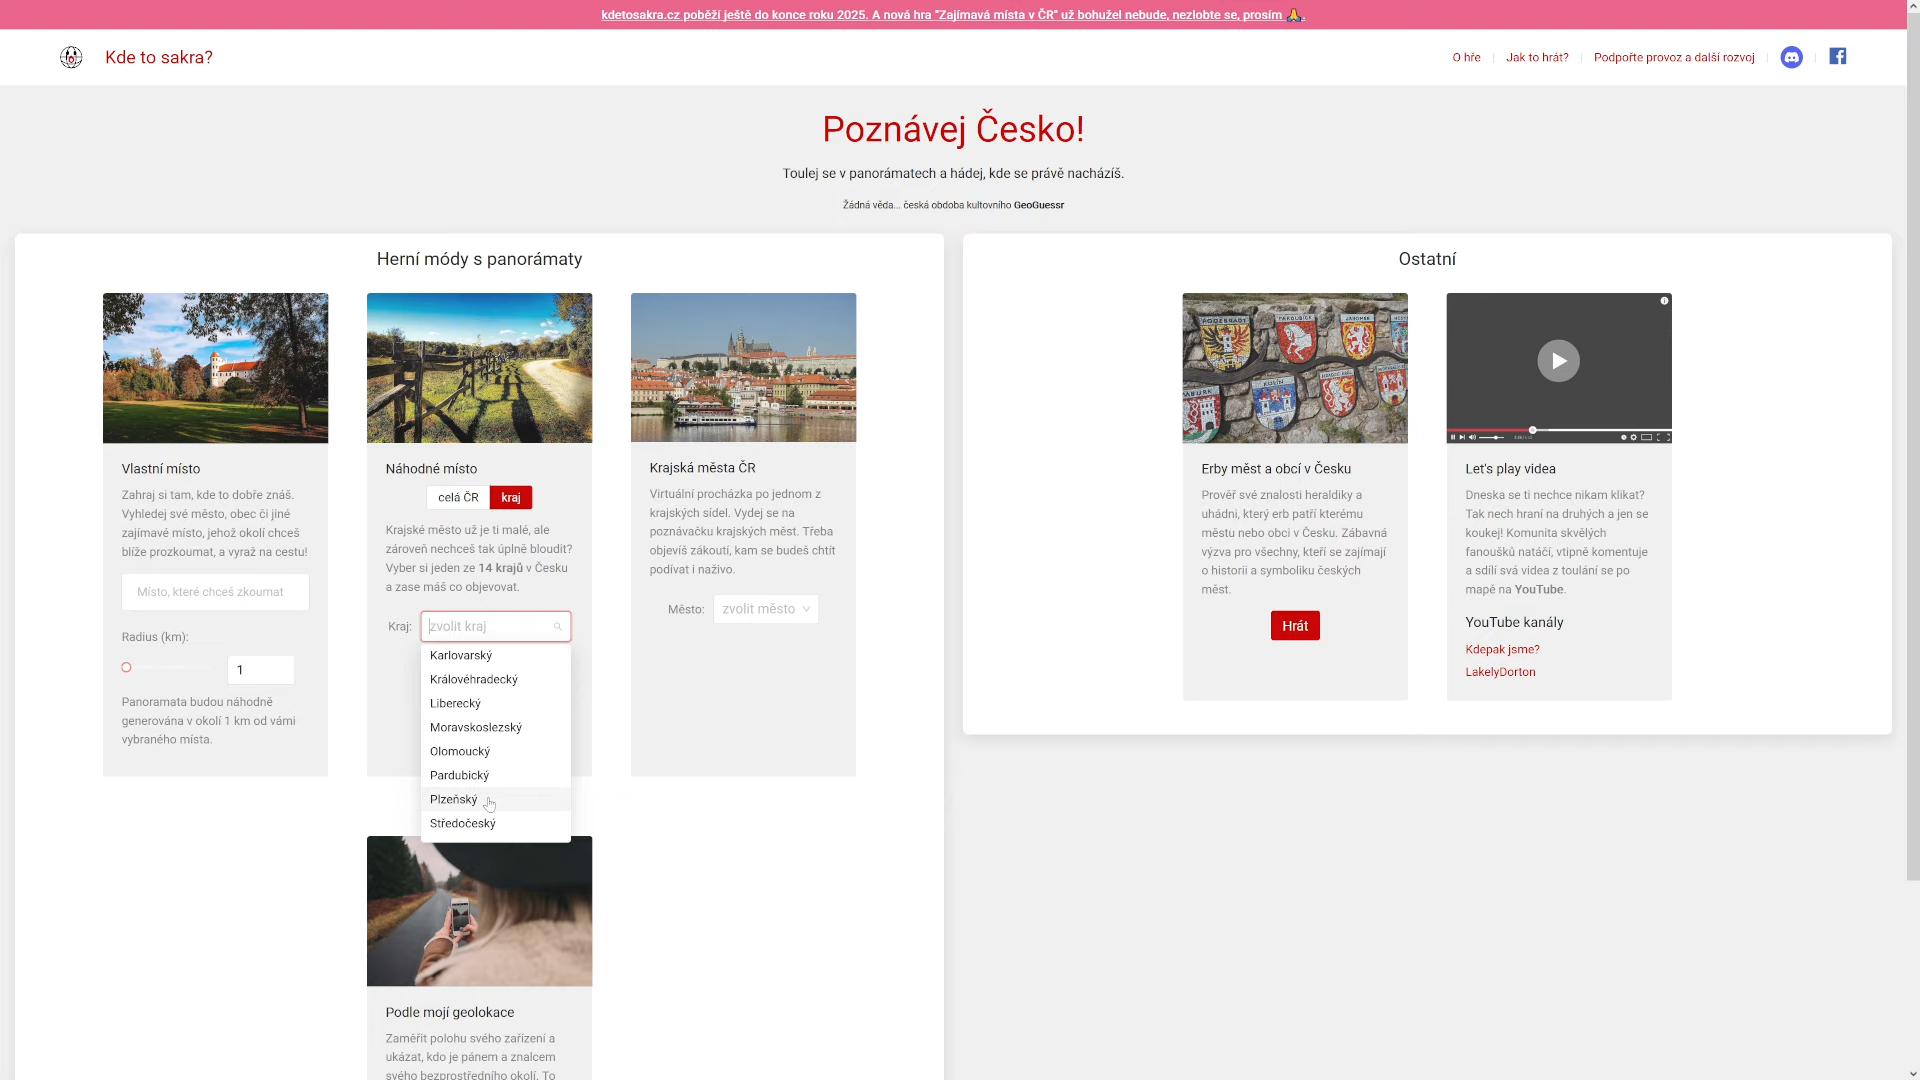 kdetosakra.cz poběží ještě do konce roku 2025. A nová hra "Zajímavá místa v ČR" už bohužel nebude, nezlobte se, prosím 🙏.
Kde to sakra?
O hře
Jak to hrát?
Podpořte provoz a další rozvoj
Poznávej Česko!
Toulej se v panorámatech a hádej, kde se právě nacházíš.
Žádná věda... česká obdoba kultovního GeoGuessr
Herní módy s panorámaty
Vlastní místo
Zahraj si tam, kde to dobře znáš.
Vyhledej své město, obec či jiné
zajímavé místo, jehož okolí chceš
blíže prozkoumat, a vyraž na cestu!
Místo, které chceš zkoumat
Radius (km):
1
Panoramata budou náhodně
generována v okolí 1 km od vámi
vybraného místa.
Náhodné místo
celá ČR
kraj
Krajské město už je ti malé, ale
zároveň nechceš tak úplně bloudit?
Vyber si jeden ze 14 krajů v Česku
a zase máš co objevovat.
Kraj:
zvolit kraj
Karlovarský
Královéhradecký
Liberecký
Moravskoslezský
Olomoucký
Pardubický
Plzeňský
Středočeský
Krajská města ČR
Virtuální procházka po jednom z
krajských sídel. Vydej se na
poznávačku krajských měst. Třeba
objevíš zákoutí, kam se budeš chtít
podívat i naživo.
Město:
zvolit město
Podle mojí geolokace
Zaměřit polohu svého zařízení a
ukázat, kdo je pánem a znalcem
svého bezprostředního okolí. To
Ostatní
KOLÍN
Erby měst a obcí v Česku
Prověř své znalosti heraldiky a
uhádni, který erb patří kterému
městu nebo obci v Česku. Zábavná
výzva pro všechny, kteří se zajímají
o historii a symboliku českých
měst.
Hrát
Let's play videa
Dneska se ti nechce nikam klikat?
Tak nech hraní na druhých a jen se
koukej! Komunita skvělých
fanoušků natáčí, vtipně komentuje
a sdílí svá videa z toulání se po
mapě na YouTube.
YouTube kanály
Kdepak jsme?
LakelyDorton